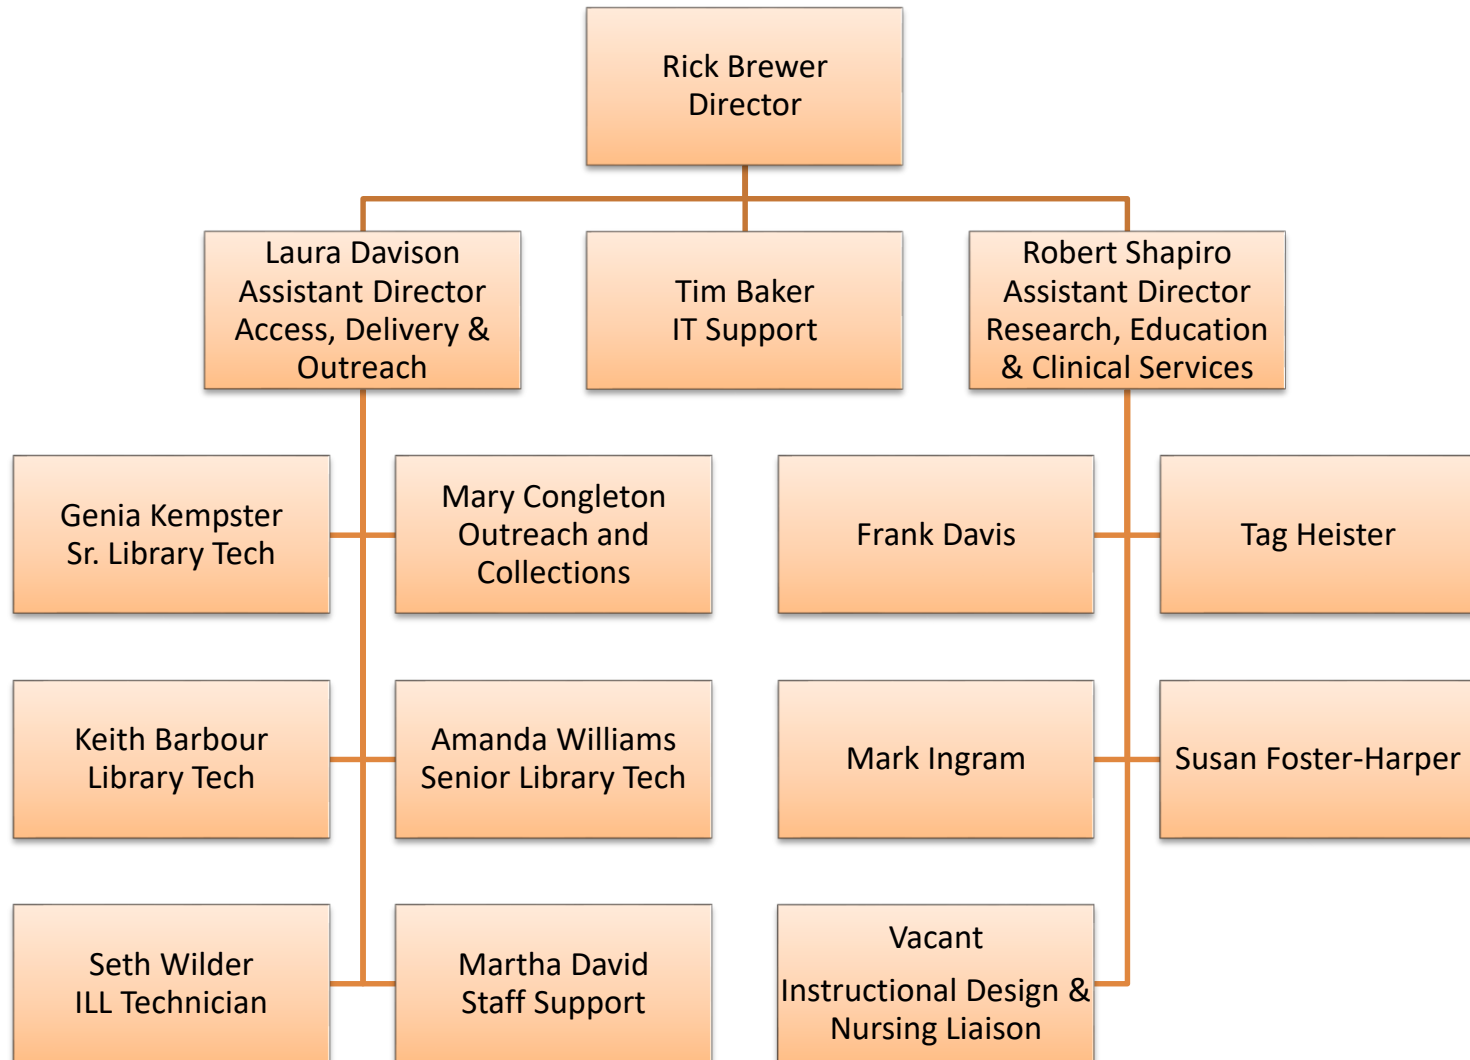 Rick Brewer
Director
Laura Davison
Assistant Director
Access, Delivery &
Outreach
Tim Baker
IT Support
Robert Shapiro
Assistant Director
Research, Education
& Clinical Services
Genia Kempster
Sr. Library Tech
Mary Congleton
Outreach and
Collections
Frank Davis
Tag Heister
Keith Barbour
Library Tech
Amanda Williams
Senior Library Tech
Mark Ingram
Susan Foster-Harper
Seth Wilder
ILL Technician
Martha David
Staff Support
Vacant
Instructional Design &
Nursing Liaison